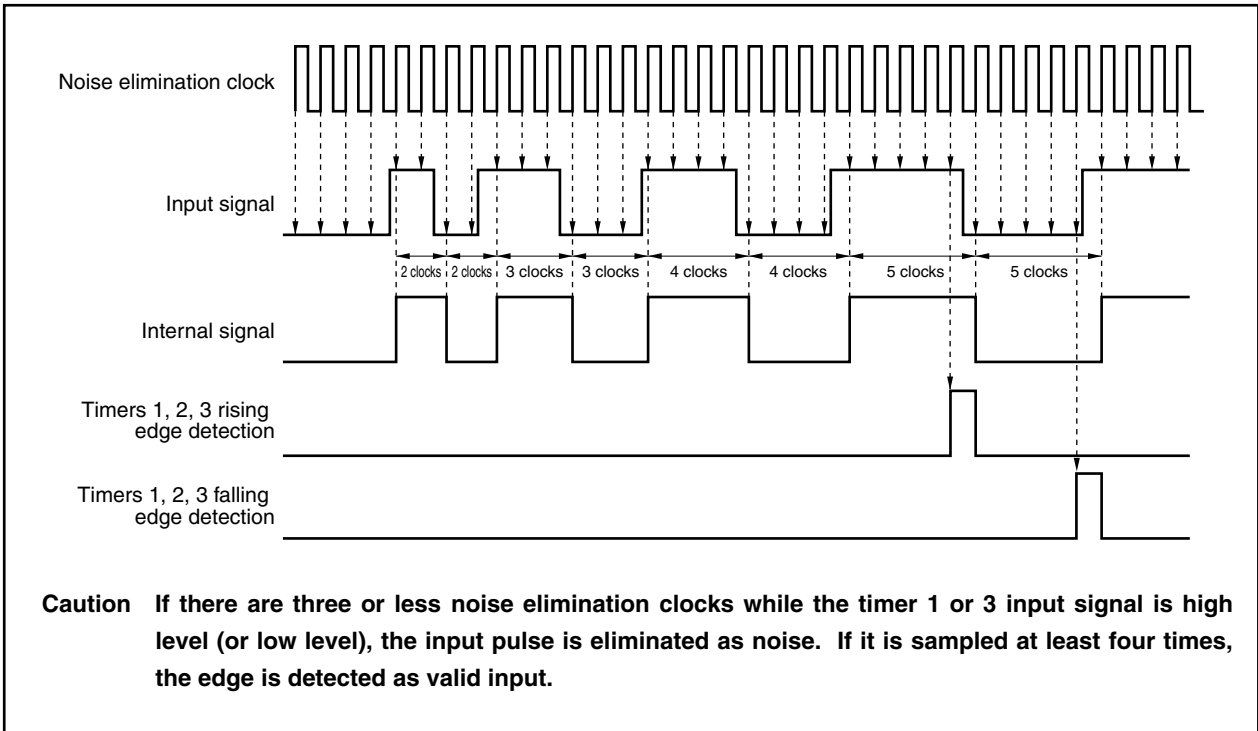 Noise elimination clock
Input signal
2 clocks 2 clocks 3 clocks 3 clocks 4 clocks 4 clocks 5 clocks 5 clocks
Internal signal
Timers 1, 2, 3 rising
edge detection
Timers 1, 2, 3 falling
edge detection
Caution If there are three or less noise elimination clocks while the timer 1 or 3 input signal is high
level (or low level), the input pulse is eliminated as noise. If it is sampled at least four times,
the edge is detected as valid input.